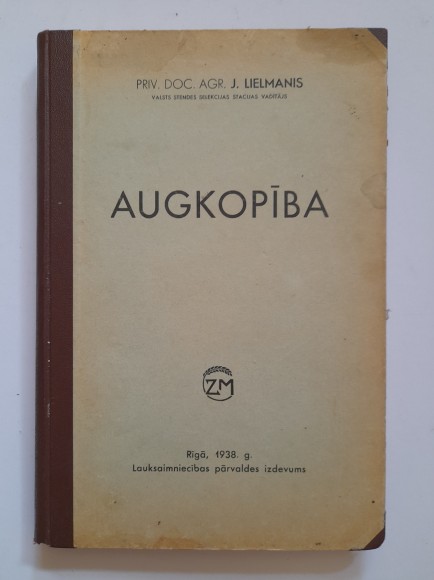 PRIV. DOC. AGR. J. LIELMANIS
VALSTS STENDES SELEKCIJAS STACIJAS VADĪTĀJS
AUGKOPĪBA
ZM
Rīgā, 1938. g.
Lauksaimniecības pārvaldes izdevums